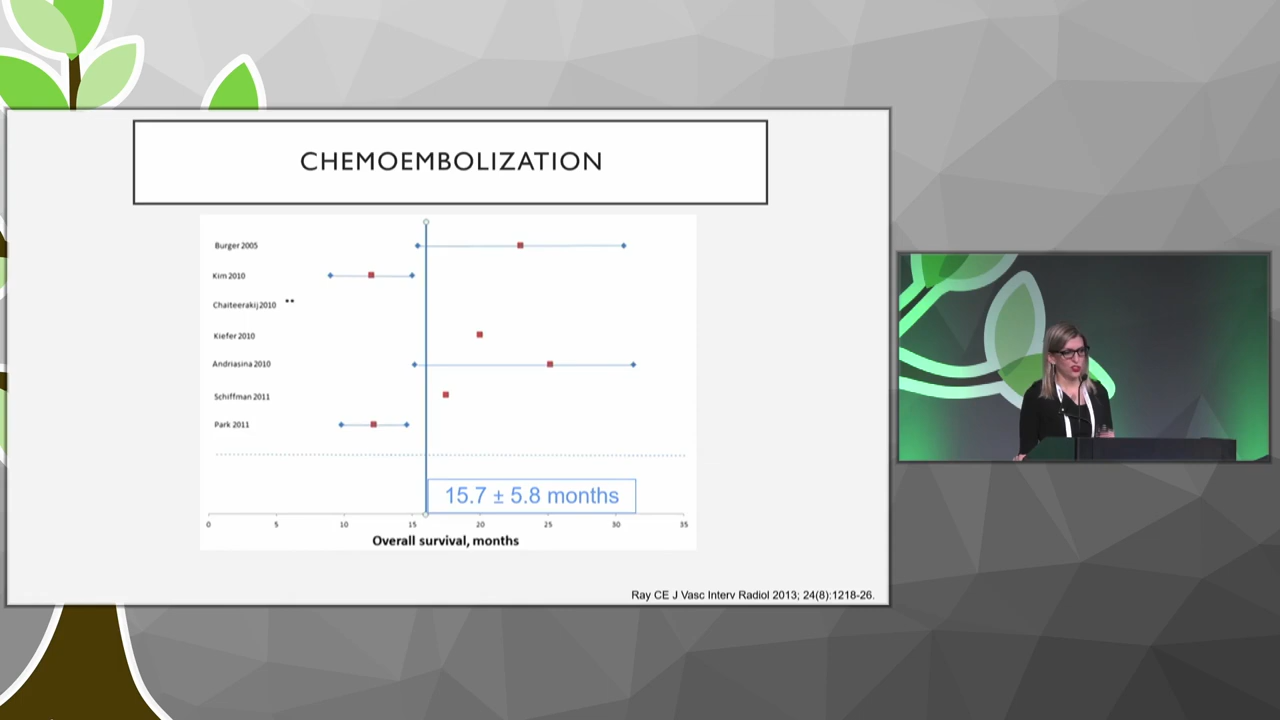 CHEMOEMBOLIZATION
Burger 2005
Kim 2010
Chaiteerakij 2010 **
Kiefer 2010
Andriasina 2010
Schiffman 2011
Park 2011
15.7 ± 5.8 months
0 5 10 15 20 25 30 35
Overall survival, months
Ray CE J Vasc Interv Radiol 2013; 24(8):1218-26.